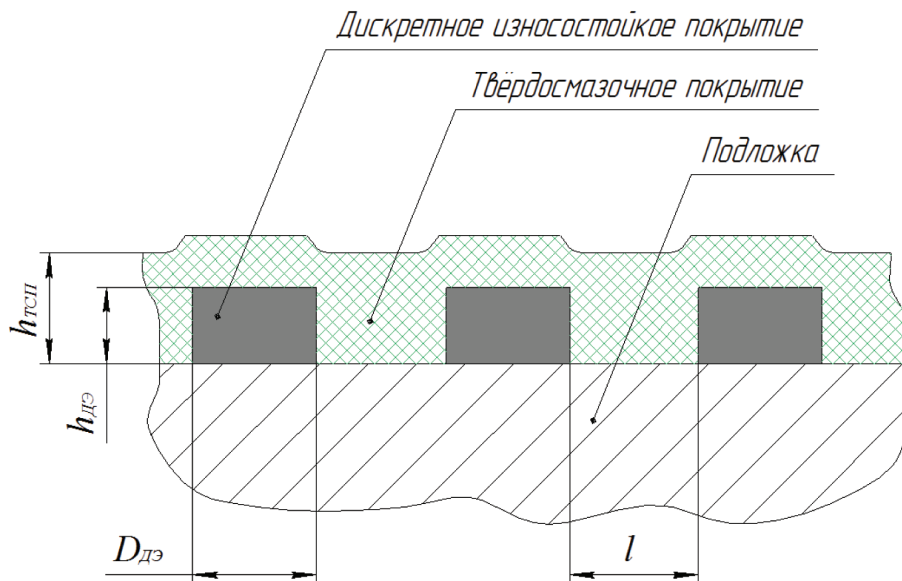 Дискретное износостойкое покрытие
Твёрдосмазочное покрытие
Подложка
hТСП
hДЭ
DДЭ
l